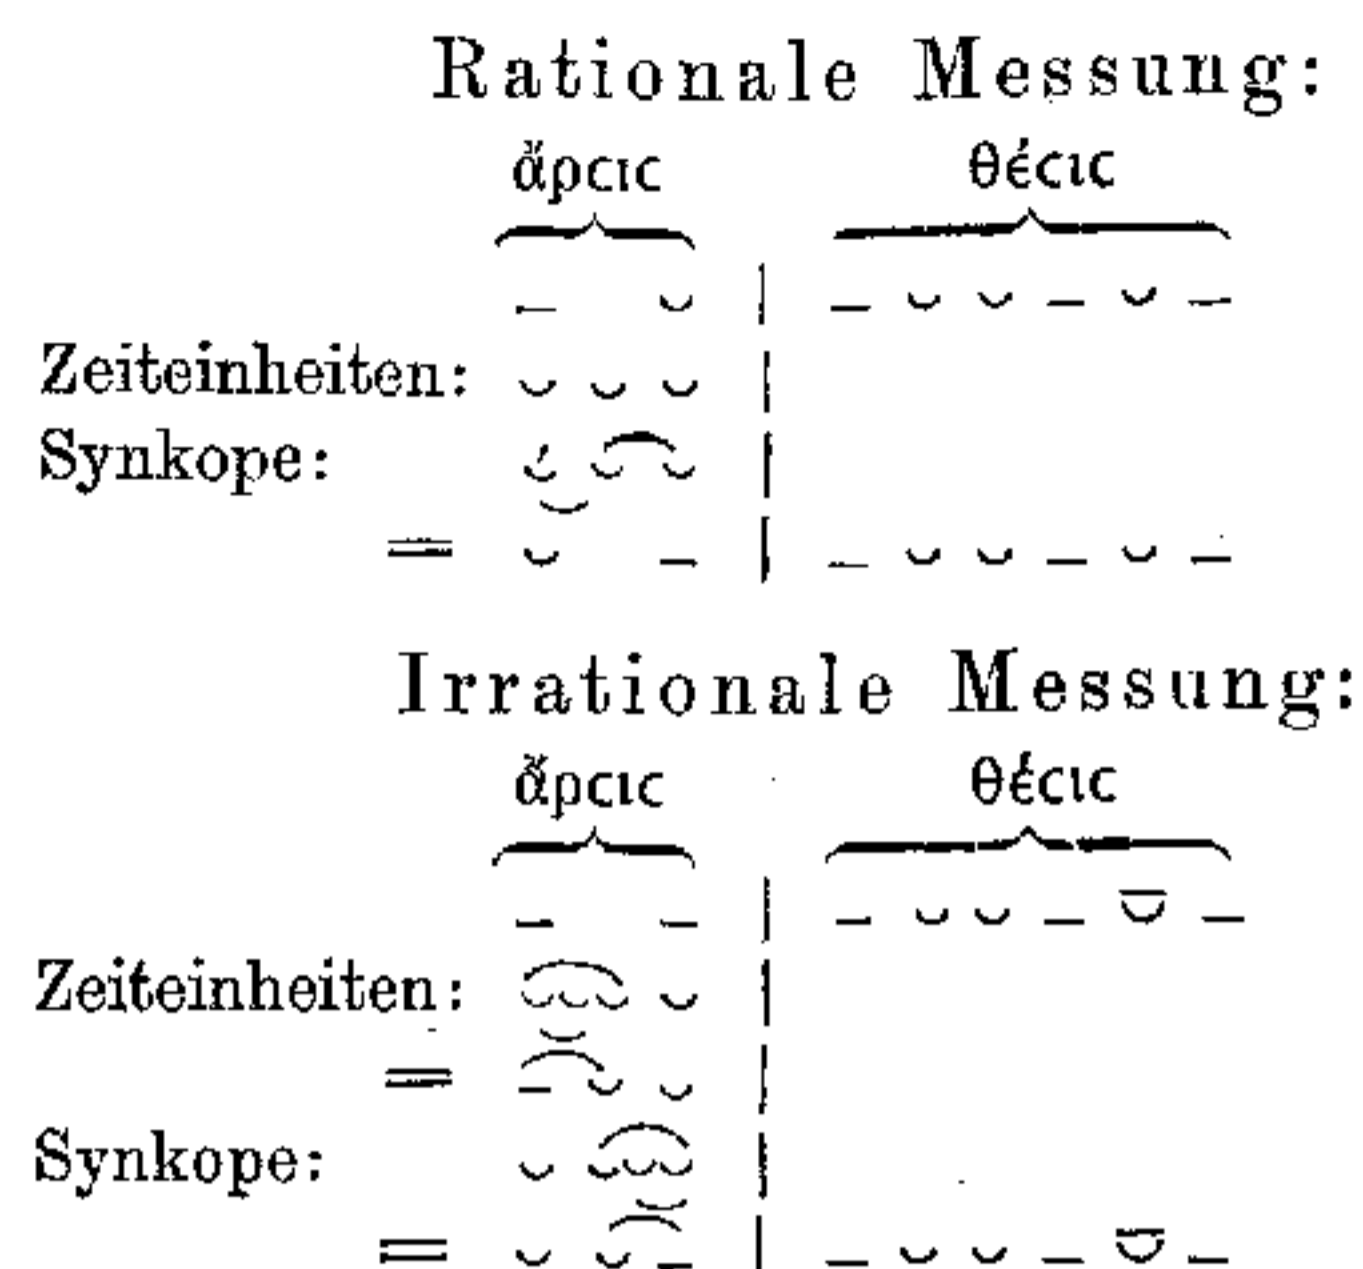 Rationale Messung:
ἄρϲιϲ θέϲιϲ
– ⏑ | – ⏑ ⏑ – ⏑ –
Zeiteinheiten: ⏑ ⏑ ⏑ |
Synkope: ⏑́ ⏑ ⏑ |
= ⏑ – | – ⏑ ⏑ – ⏑ –
Irrationale Messung:
ἄρϲιϲ θέϲιϲ
– – | – ⏑ ⏑ – ⏓ –
Zeiteinheiten: ⏑ ⏑ ⏑ ⏑ |
= – ⏑ ⏑ |
Synkope: ⏑ ⏑ ⏑ ⏑ |
= ⏑ ⏑ – | – ⏑ ⏑ – ⏓ –